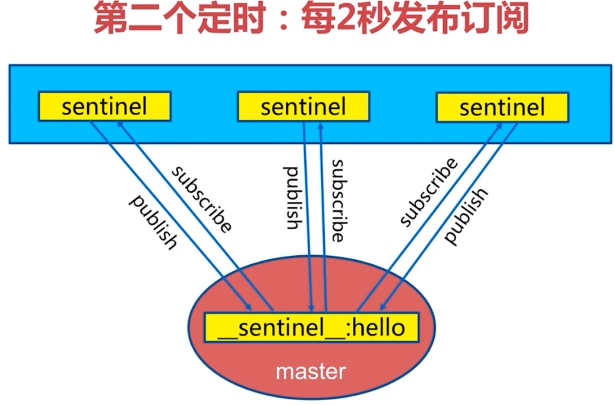 第二个定时：每2秒发布订阅
sentinel
sentinel
sentinel
publish
subscribe
publish
subscribe
subscribe
publish
__sentinel__:hello
master